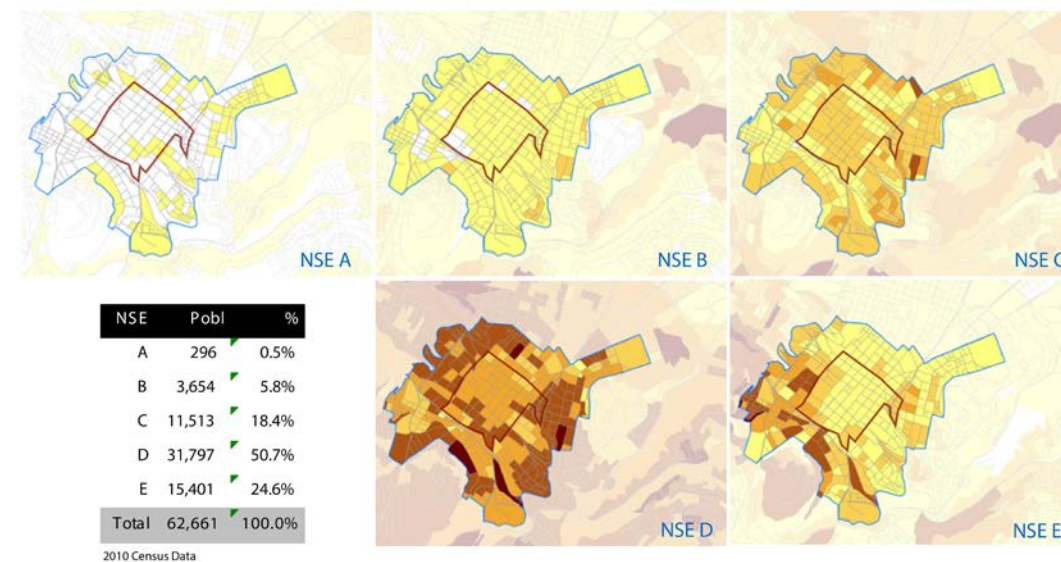 NSE A
NSE B
NSE C
NSE Pobl %
A 296 0.5%
B 3,654 5.8%
C 11,513 18.4%
D 31,797 50.7%
E 15,401 24.6%
Total 62,661 100.0%
2010 Census Data
NSE D
NSE E